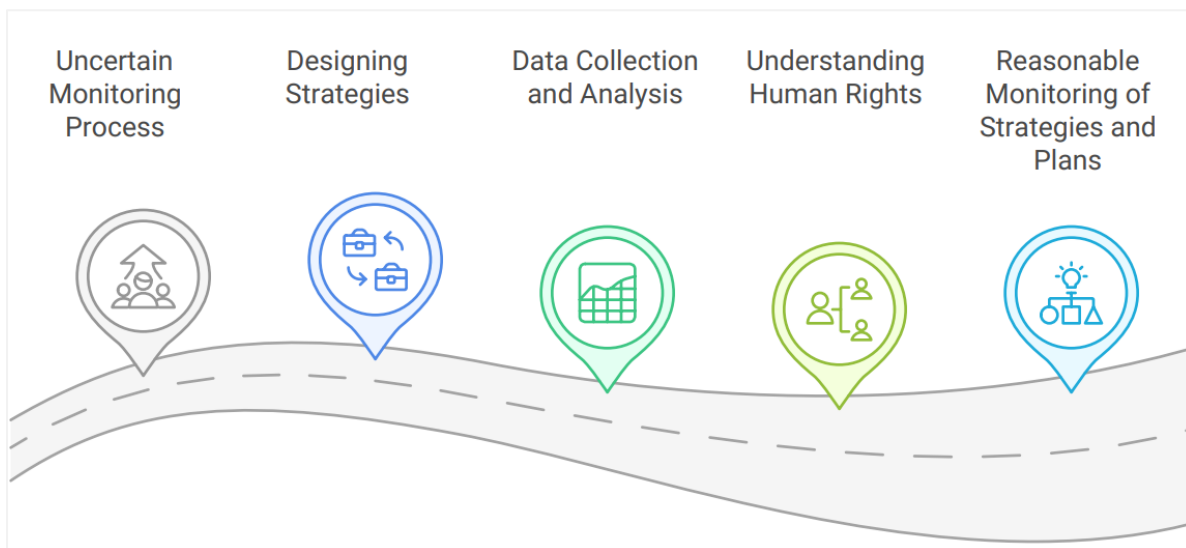 Uncertain
Monitoring
Process
Designing
Strategies
Data Collection
and Analysis
Understanding
Human Rights
Reasonable
Monitoring of
Strategies and
Plans